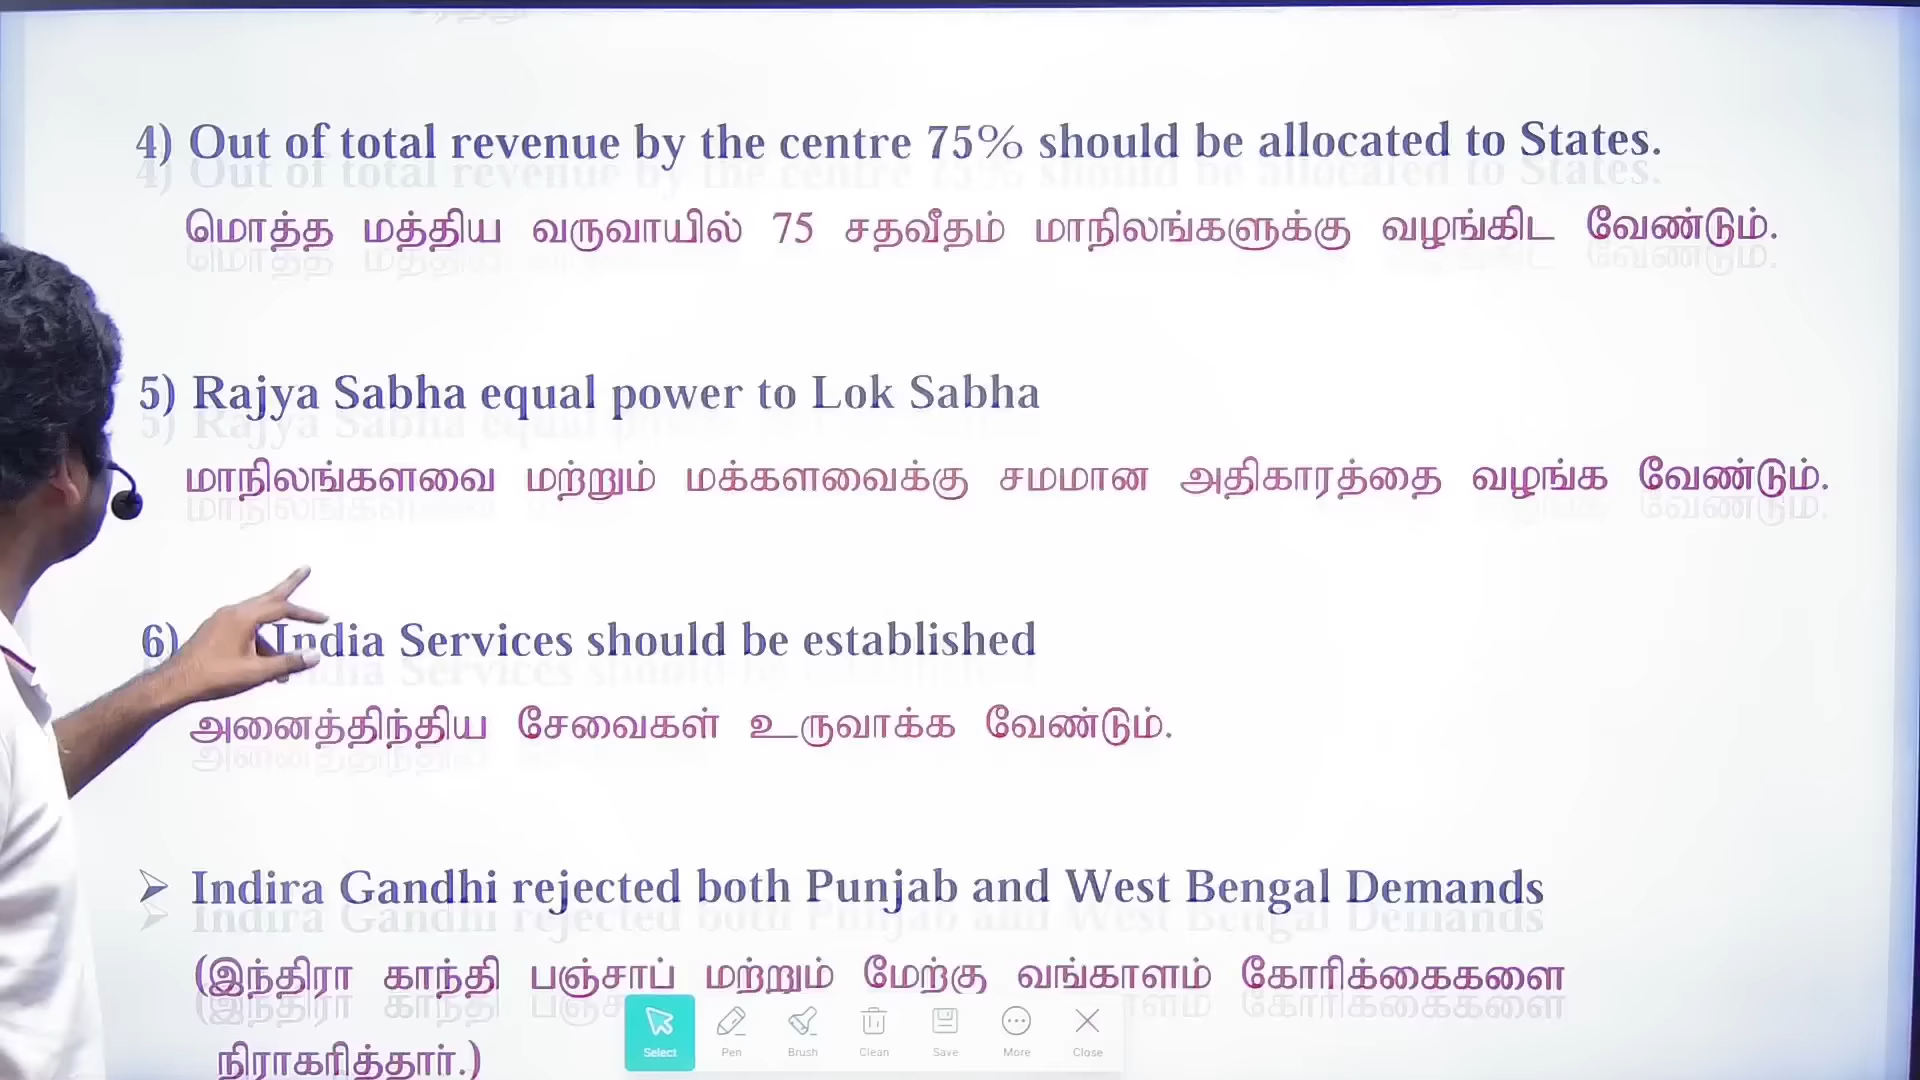 4) Out of total revenue by the centre 75% should be allocated to States.
மொத்த மத்திய வருவாயில் 75 சதவீதம் மாநிலங்களுக்கு வழங்கிட வேண்டும்.
5) Rajya Sabha equal power to Lok Sabha
மாநிலங்களவை மற்றும் மக்களவைக்கு சமமான அதிகாரத்தை வழங்க வேண்டும்.
6) India Services should be established
அனைத்திந்திய சேவைகள் உருவாக்க வேண்டும்.
➢ Indira Gandhi rejected both Punjab and West Bengal Demands
(இந்திரா காந்தி பஞ்சாப் மற்றும் மேற்கு வங்காளம் கோரிக்கைகளை
நிராகரித்தார்.)
Select Pen Brush Clean Save More Close